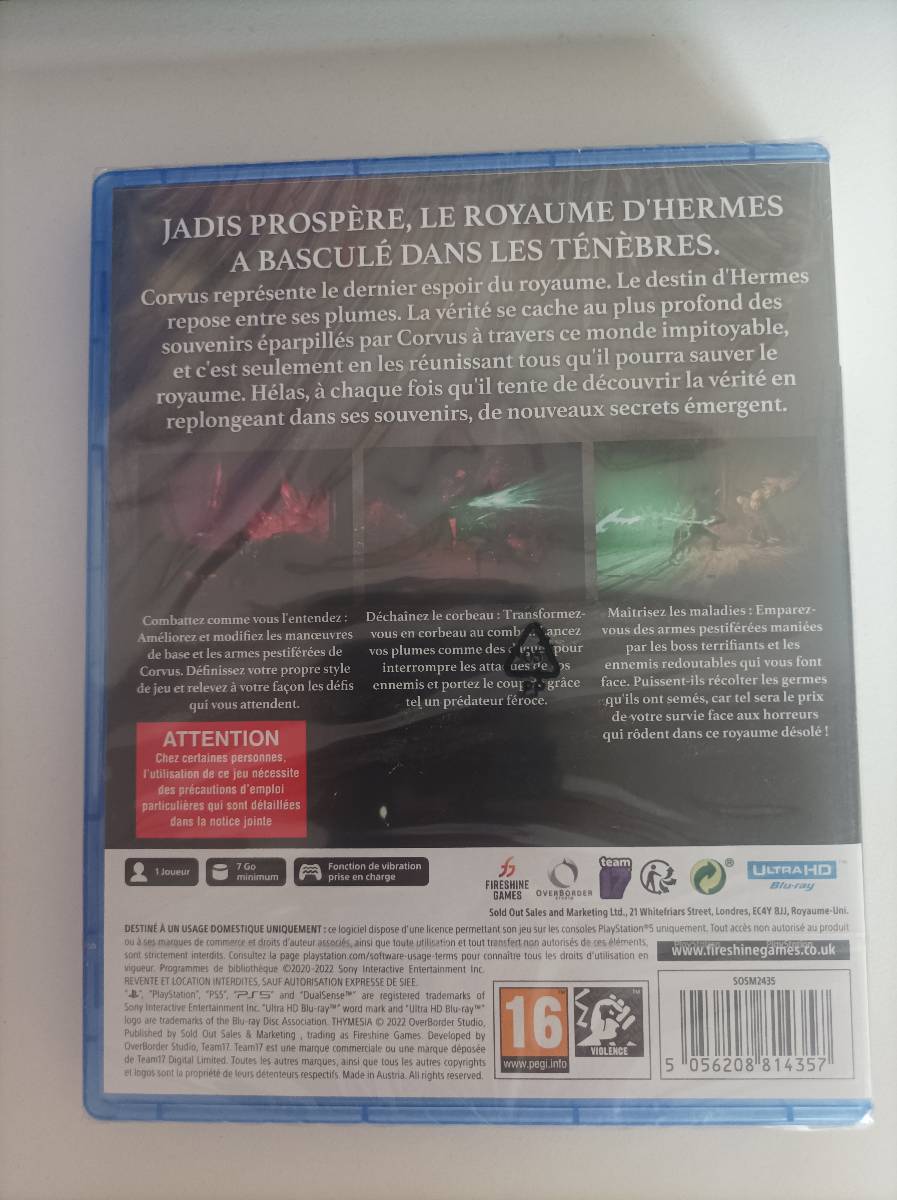 JADIS PROSPÈRE, LE ROYAUME D'HERMES
A BASCULÉ DANS LES TÉNÈBRES.
Corvus représente le dernier espoir du royaume. Le destin d'Hermes
repose entre ses plumes. La vérité se cache au plus profond des
souvenirs éparpillés par Corvus à travers ce monde impitoyable,
et c'est seulement en les réunissant tous qu'il pourra sauver le
royaume. Hélas, à chaque fois qu'il tente de découvrir la vérité en
replongeant dans ses souvenirs, de nouveaux secrets émergent.
Combattez comme vous l'entendez :
Améliorez et modifiez les manœuvres
de base et les armes pestiférées de
Corvus. Définissez votre propre style
de jeu et relevez à votre façon les défis
qui vous attendent.
Déchaînez le corbeau : Transformez-
vous en corbeau au
vos plumes comme des pour
interrompre les
ennemis et portez le grâce
tel un prédateur féroce.
PP
Maîtrisez les maladies : Emparez-
vous des armes pestiférées maniées
par les boss terrifiants et les
ennemis redoutables qui vous font
face. Puissent-ils récolter les germes
qu'ils ont semés, car tel sera le prix
de votre survie face aux horreurs
qui rôdent dans ce royaume désolé !
ATTENTION
Chez certaines personnes,
l'utilisation de ce jeu nécessite
des précautions d'emploi
particulières qui sont détaillées
dans la notice jointe
1 Joueur
7 Go
minimum
Fonction de vibration
prise en charge
FIRESHINE
GAMES
OVERBORDER
STUDIO
team
17
ULTRA HD
Blu-ray
Sold Out Sales and Marketing Ltd., 21 Whitefriars Street, Londres, EC4Y 8JJ, Royaume-Uni.
DESTINÉ À UN USAGE DOMESTIQUE UNIQUEMENT : ce logiciel dispose d'une licence permettant son jeu sur les consoles PlayStation®5 uniquement. Tout accès non autorisé au produit
ou à ses marques de commerce et droits d'auteur associés, ainsi que toute utilisation et tout transfert non autorisés de ces éléments,
sont strictement interdits. Consultez la page playstation.com/software-usage-terms pour connaître tous les droits d'utilisation en
vigueur. Programmes de bibliothèque ©2020-2022 Sony Interactive Entertainment Inc.
REVENTE ET LOCATION INTERDITES, SAUF AUTORISATION EXPRESSE DE SIEE.
"PlayStation", "PS5", "PS5" and "DualSense™" are registered trademarks of
Sony Interactive Entertainment Inc. "Ultra HD Blu-ray™" word mark and "Ultra HD Blu-ray™"
logo are trademarks of the Blu-ray Disc Association. THYMESIA © 2022 OverBorder Studio,
Published by Sold Out Sales & Marketing , trading as Fireshine Games. Developed by
OverBorder Studio, Team17. Team17 est une marque commerciale ou une marque déposée
de Team17 Digital Limited. Toutes les autres marques, ainsi que tous les autres copyrights
et logos sont la propriété de leurs détenteurs respectifs. Made in Austria. All rights reserved.
www.fireshinegames.co.uk
16
www.pegi.info
VIOLENCE
SOSM2435
5 056208 814357